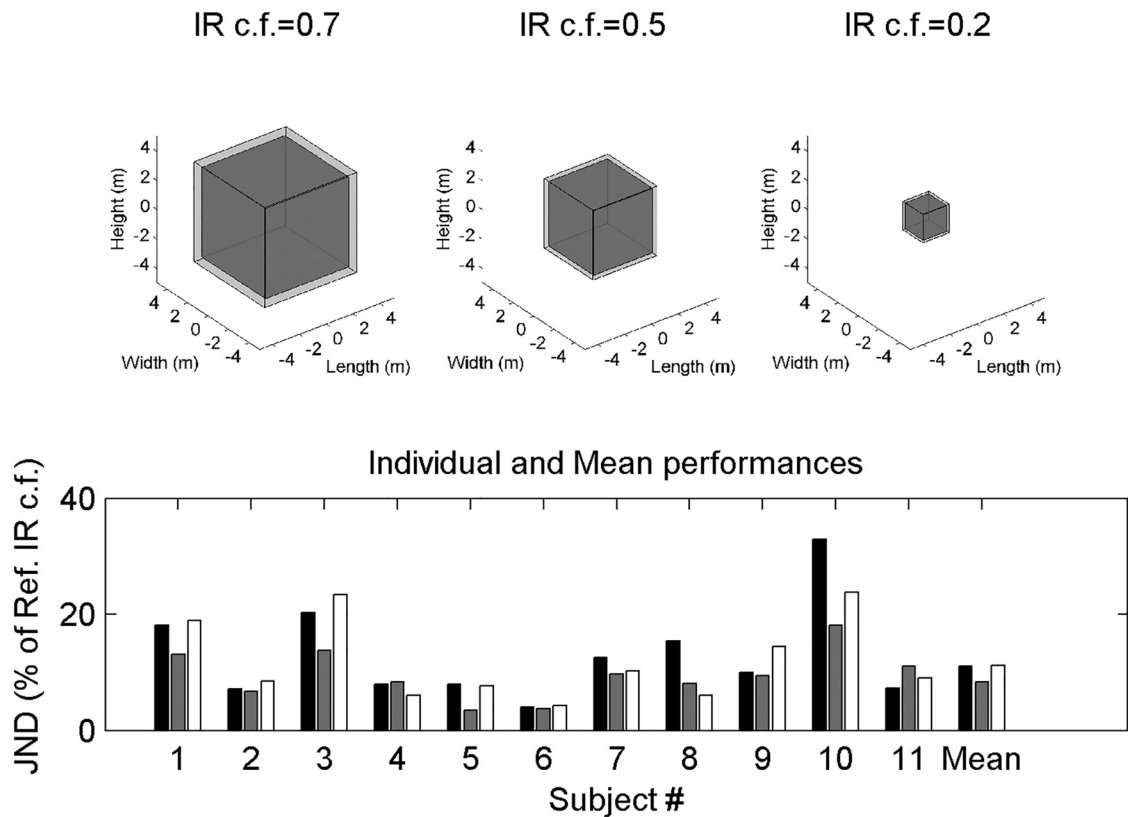 IR c.f.=0.7 IR c.f.=0.5 IR c.f.=0.2
4 4 4
2 2 2
0 0 0
-2 -2 -2
-4 -4 -4
Height (m) Height (m) Height (m)
4 2 0 -2 -4 -4 -2 0 2 4 4 2 0 -2 -4 -4 -2 0 2 4 4 2 0 -2 -4 -4 -2 0 2 4
Width (m) Length (m) Width (m) Length (m) Width (m) Length (m)
Individual and Mean performances
JND (% of Ref. IR c.f.)
40
20
0
1 2 3 4 5 6 7 8 9 10 11 Mean
Subject #